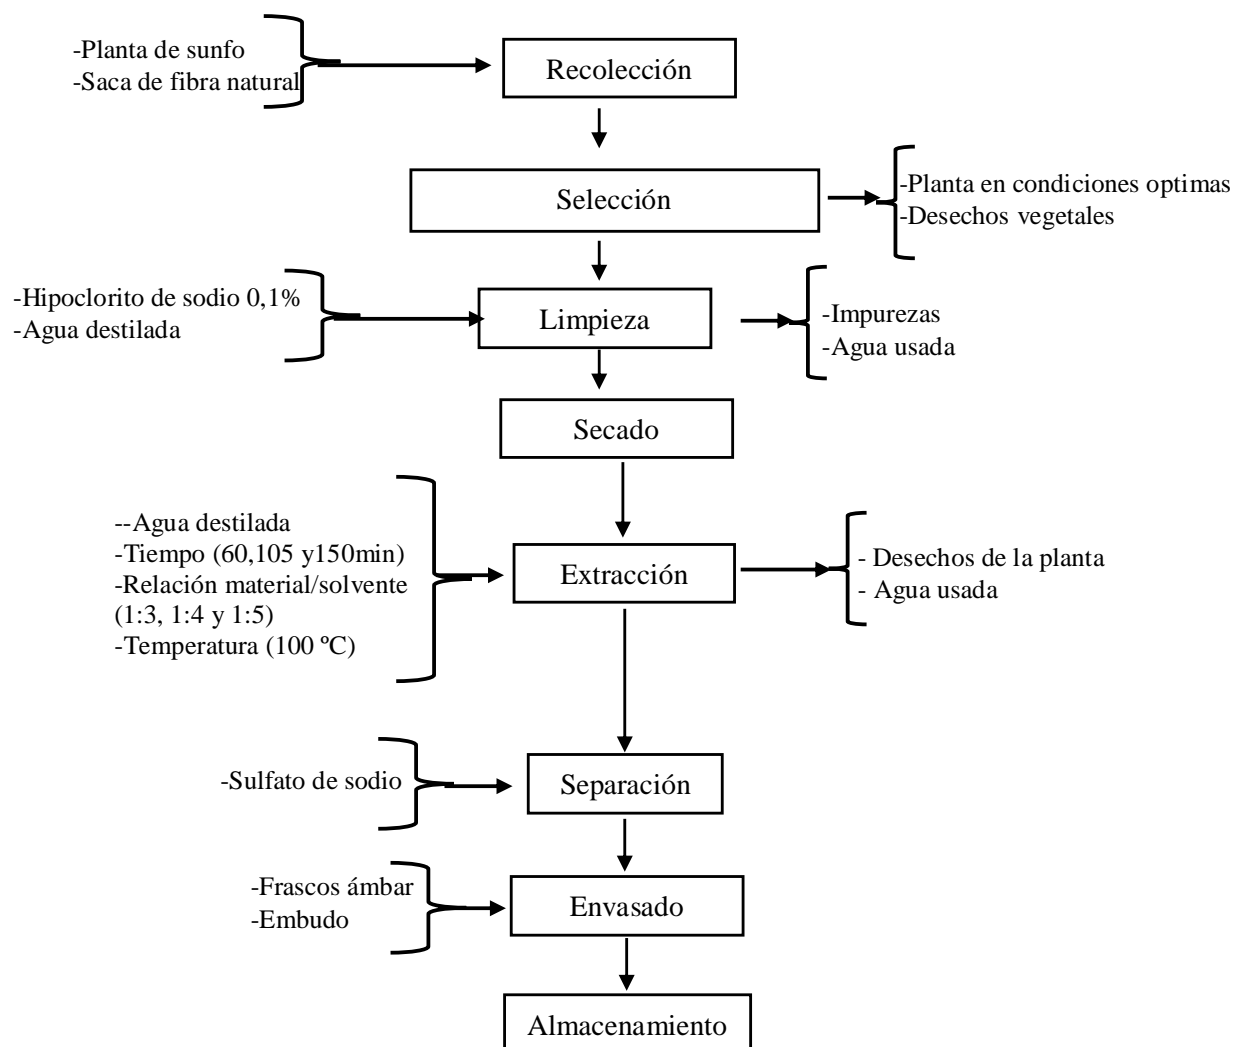 -Planta de sunfo
-Saca de fibra natural
Recolección
Selección
-Planta en condiciones optimas
-Desechos vegetales
-Hipoclorito de sodio 0,1%
-Agua destilada
Limpieza
-Impurezas
-Agua usada
Secado
--Agua destilada
-Tiempo (60,105 y150min)
-Relación material/solvente
(1:3, 1:4 y 1:5)
-Temperatura (100 ºC)
Extracción
- Desechos de la planta
- Agua usada
-Sulfato de sodio
Separación
-Frascos ámbar
-Embudo
Envasado
Almacenamiento